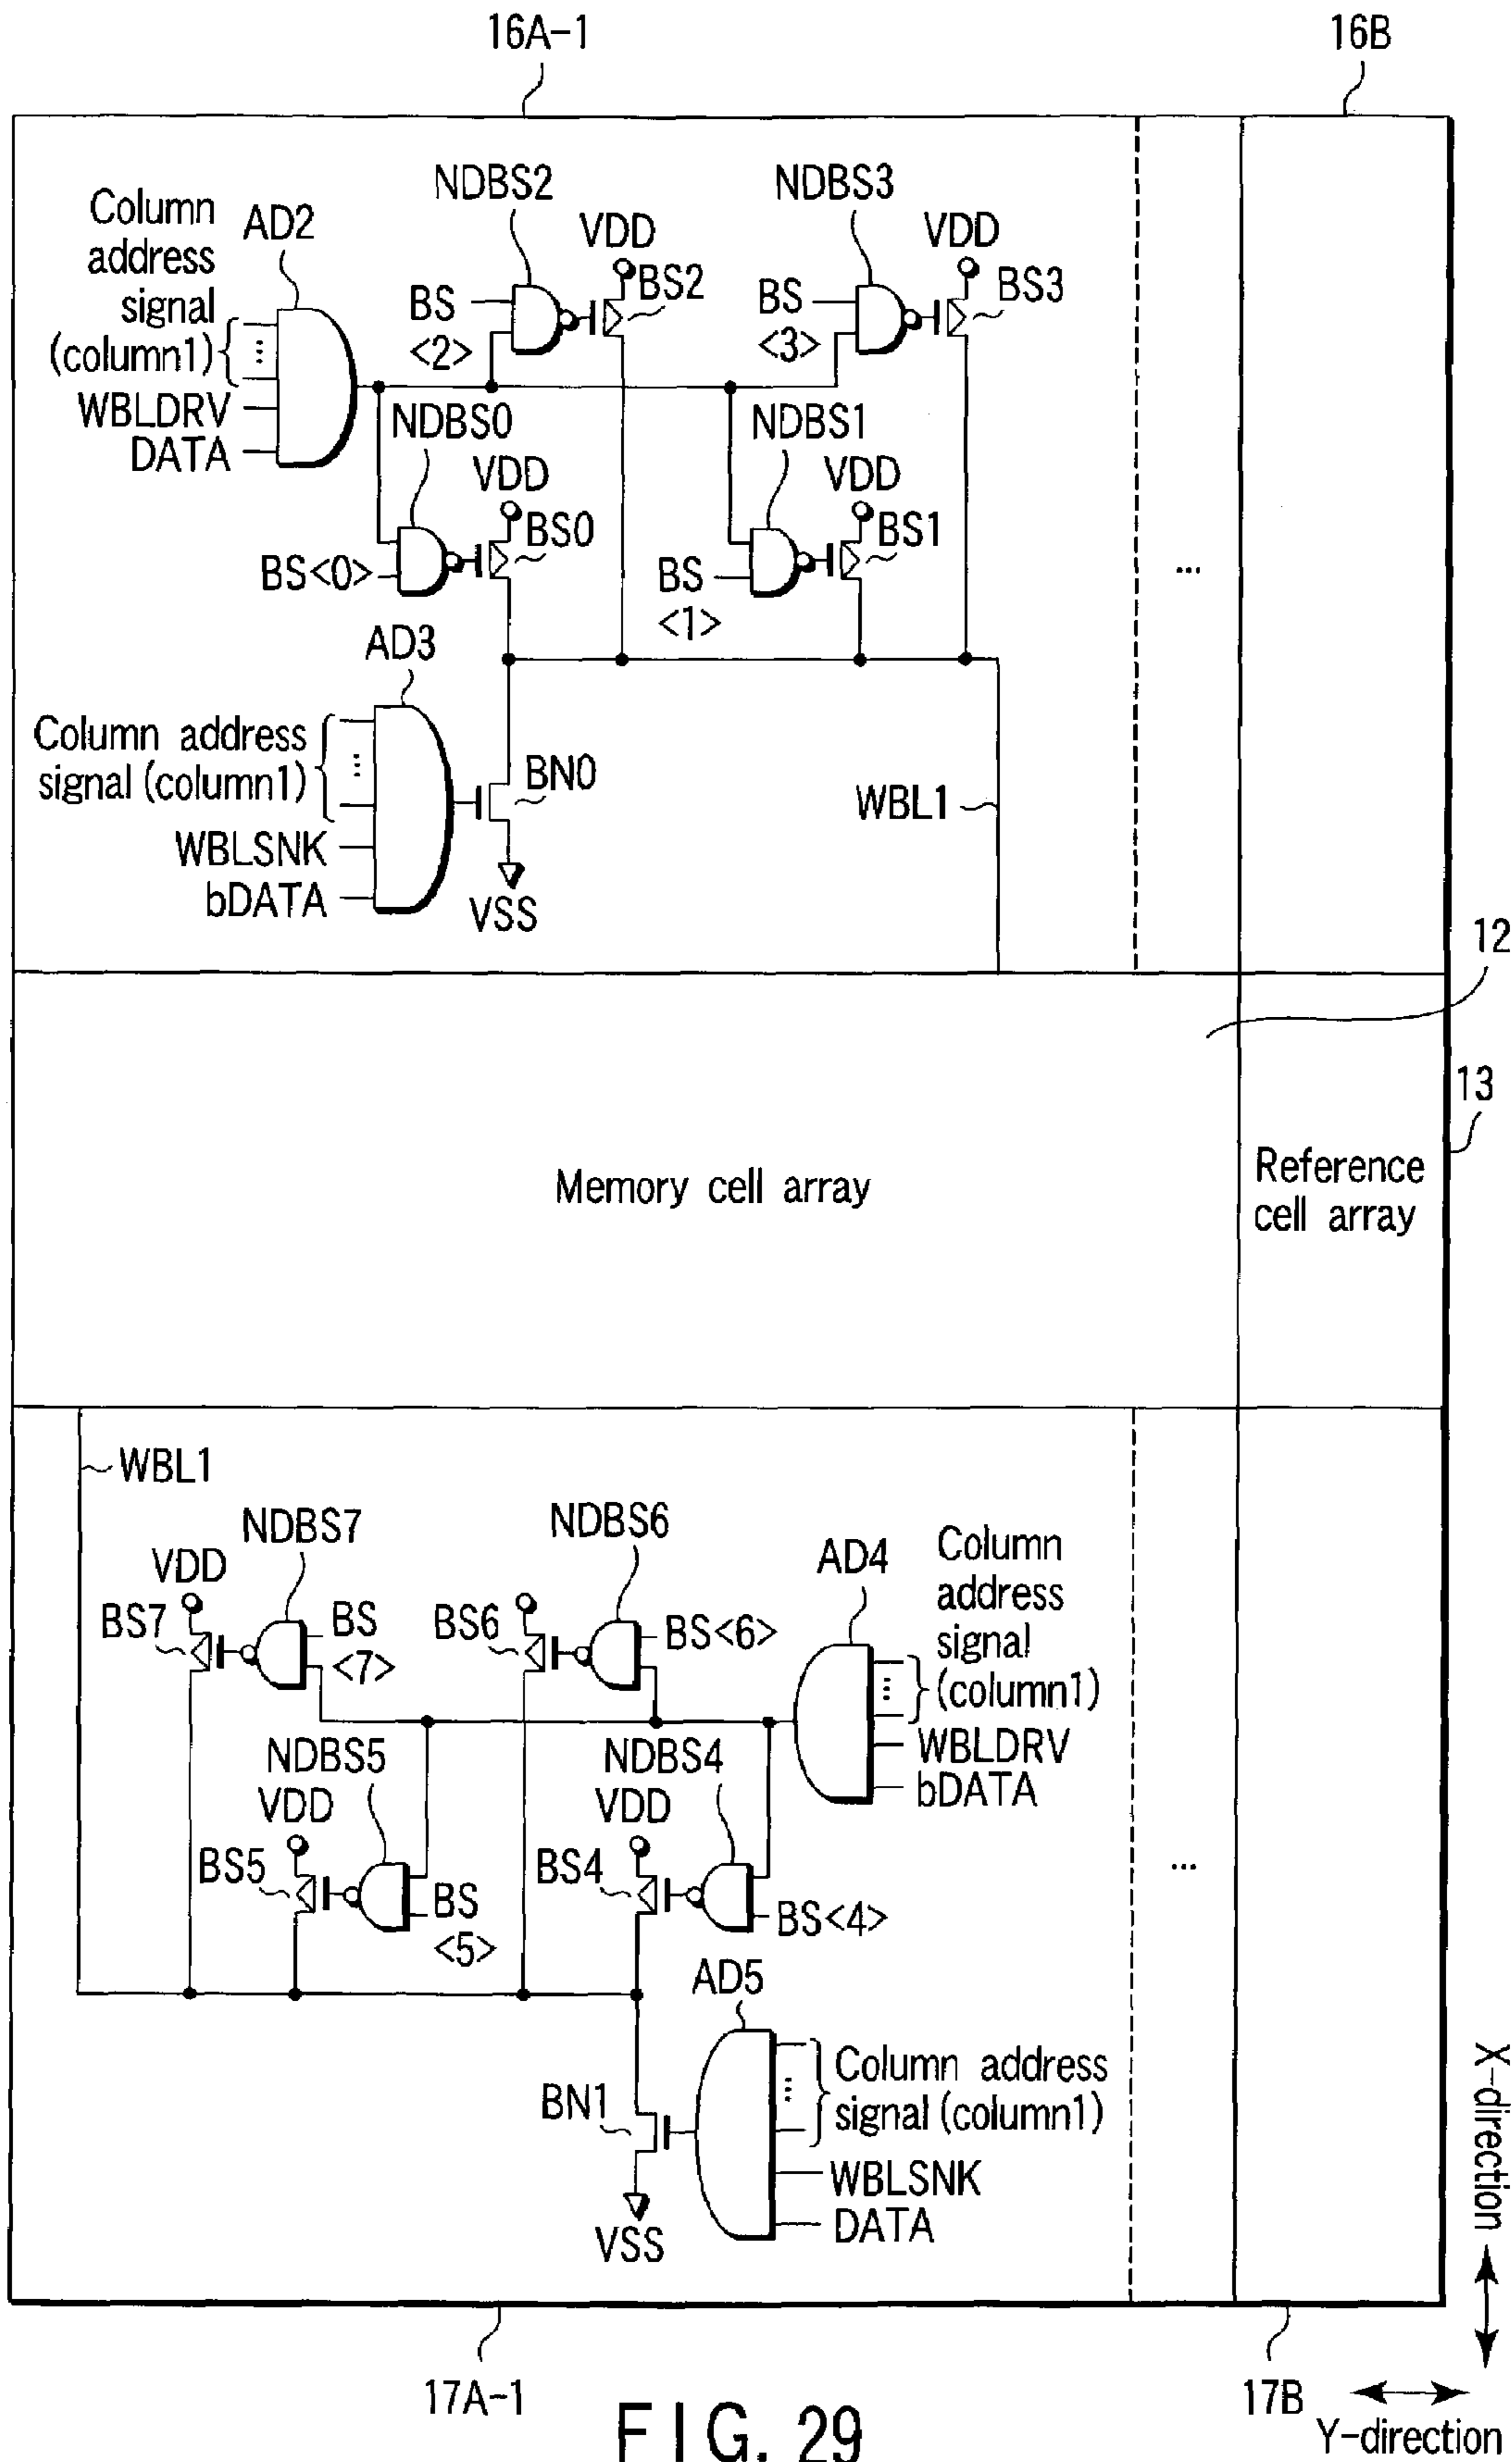 16A-1
16B
Column
address
signal
(column1)
...
AD2
WBLDRV
DATA
NDBS2
VDD
BS2
BS
<2>
NDBS3
VDD
BS3
BS
<3>
NDBS0
VDD
BS0
BS<0>
NDBS1
VDD
BS1
BS
<1>
...
AD3
Column address
signal (column1)
...
WBLSNK
bDATA
BN0
VSS
WBL1
12
13
Memory cell array
Reference
cell array
WBL1
NDBS7
VDD
BS7
BS
<7>
NDBS6
BS6
BS<6>
AD4
Column
address
signal
(column1)
...
WBLDRV
bDATA
NDBS5
VDD
BS5
BS
<5>
NDBS4
VDD
BS4
BS<4>
...
AD5
Column address
signal (column1)
...
WBLSNK
DATA
BN1
VSS
X-direction
17A-1
17B
Y-direction
FIG. 29